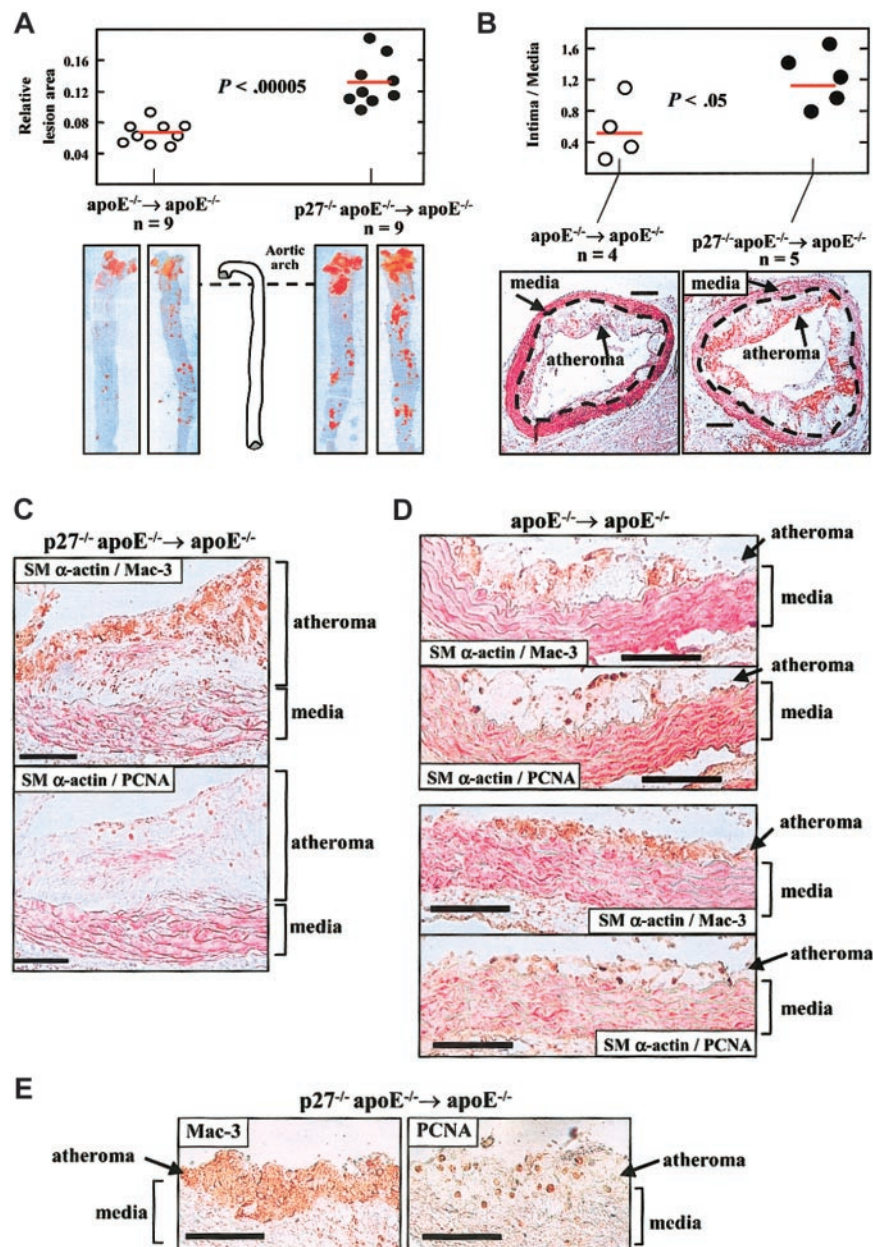 A
Relative
lesion area
0.16
0.12
0.08
0.04
P < .00005
apoE-/- → apoE-/-
n = 9
p27-/- apoE-/- → apoE-/-
n = 9
Aortic
arch
B
Intima / Media
1.6
1.2
0.8
0.4
P < .05
apoE-/- → apoE-/-
n = 4
p27-/- apoE-/- → apoE-/-
n = 5
media
atheroma
media
atheroma
C
p27-/- apoE-/- → apoE-/-
SM α-actin / Mac-3
atheroma
media
SM α-actin / PCNA
atheroma
media
D
apoE-/- → apoE-/-
atheroma
media
SM α-actin / Mac-3
atheroma
media
SM α-actin / PCNA
atheroma
media
SM α-actin / Mac-3
atheroma
media
SM α-actin / PCNA
E
p27-/- apoE-/- → apoE-/-
Mac-3
PCNA
atheroma
media
atheroma
media